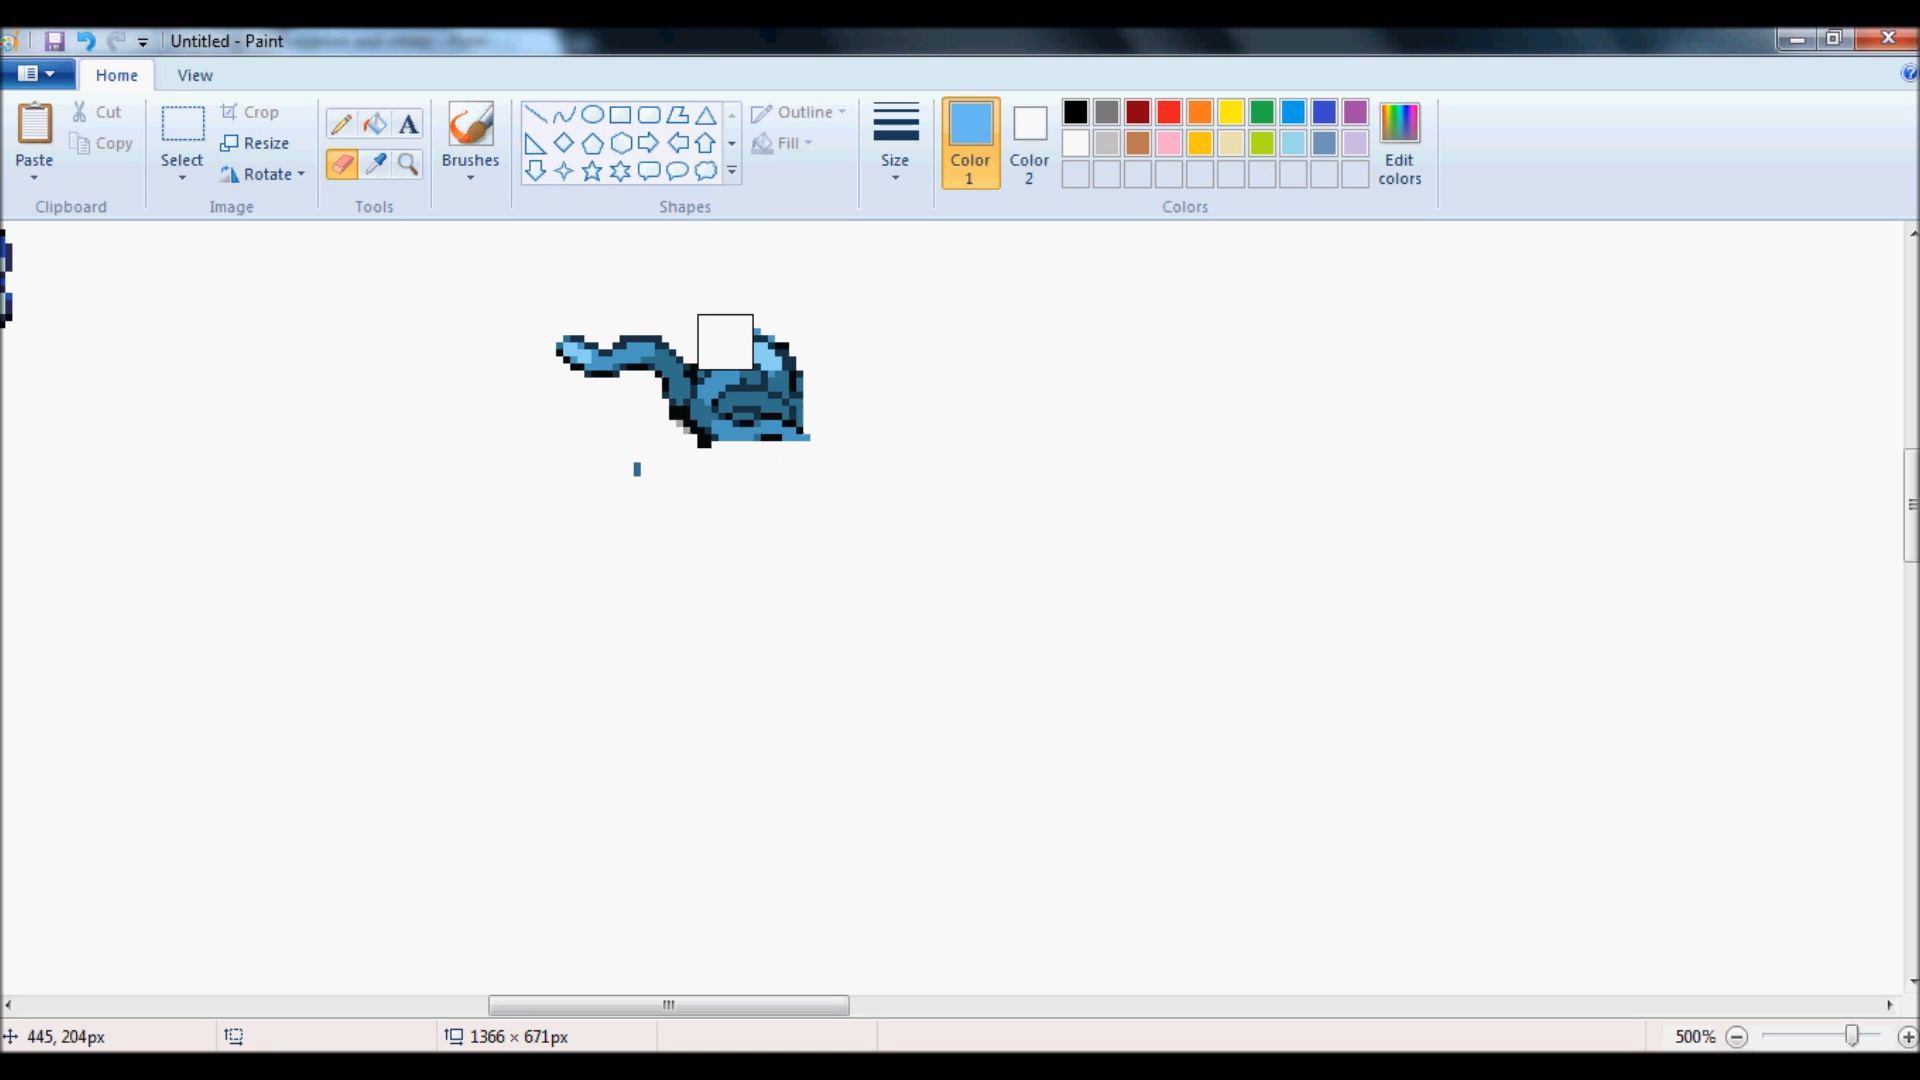 Untitled - Paint
Home
View
Paste
Cut
Copy
Clipboard
Select
Crop
Resize
Rotate
Image
A
Tools
Brushes
Outline
Fill
Shapes
Size
Color
1
Color
2
Edit
colors
Colors
445, 204px
1366 × 671px
500%